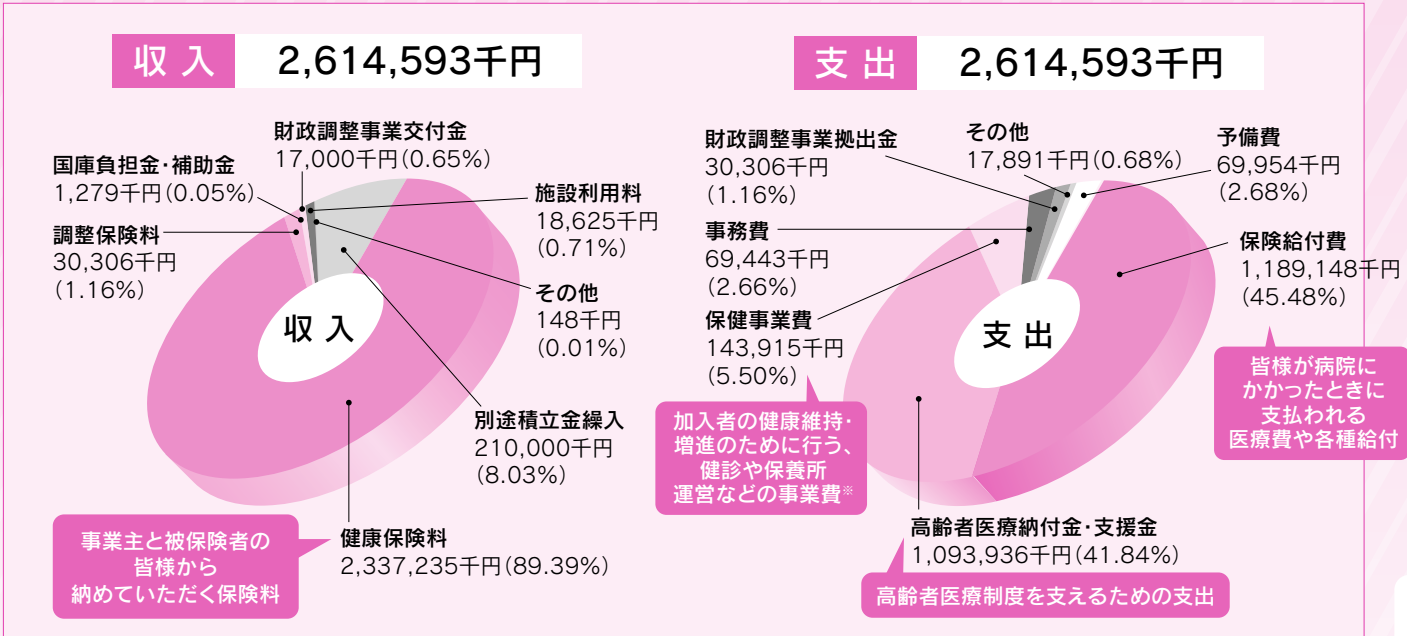 収入 2,614,593千円
財政調整事業交付金
17,000千円(0.65%)
国庫負担金・補助金
1,279千円(0.05%)
調整保険料
30,306千円
(1.16%)
施設利用料
18,625千円
(0.71%)
その他
148千円
(0.01%)
収入
別途積立金繰入
210,000千円
(8.03%)
健康保険料
2,337,235千円(89.39%)
事業主と被保険者の
皆様から
納めていただく保険料
支出 2,614,593千円
財政調整事業拠出金
30,306千円
(1.16%)
その他
17,891千円(0.68%)
予備費
69,954千円
(2.68%)
事務費
69,443千円
(2.66%)
保健事業費
143,915千円
(5.50%)
加入者の健康維持・
増進のために行う、
健診や保養所
運営などの事業費※
支出
保険給付費
1,189,148千円
(45.48%)
皆様が病院に
かかったときに
支払われる
医療費や各種給付
高齢者医療納付金・支援金
1,093,936千円(41.84%)
高齢者医療制度を支えるための支出